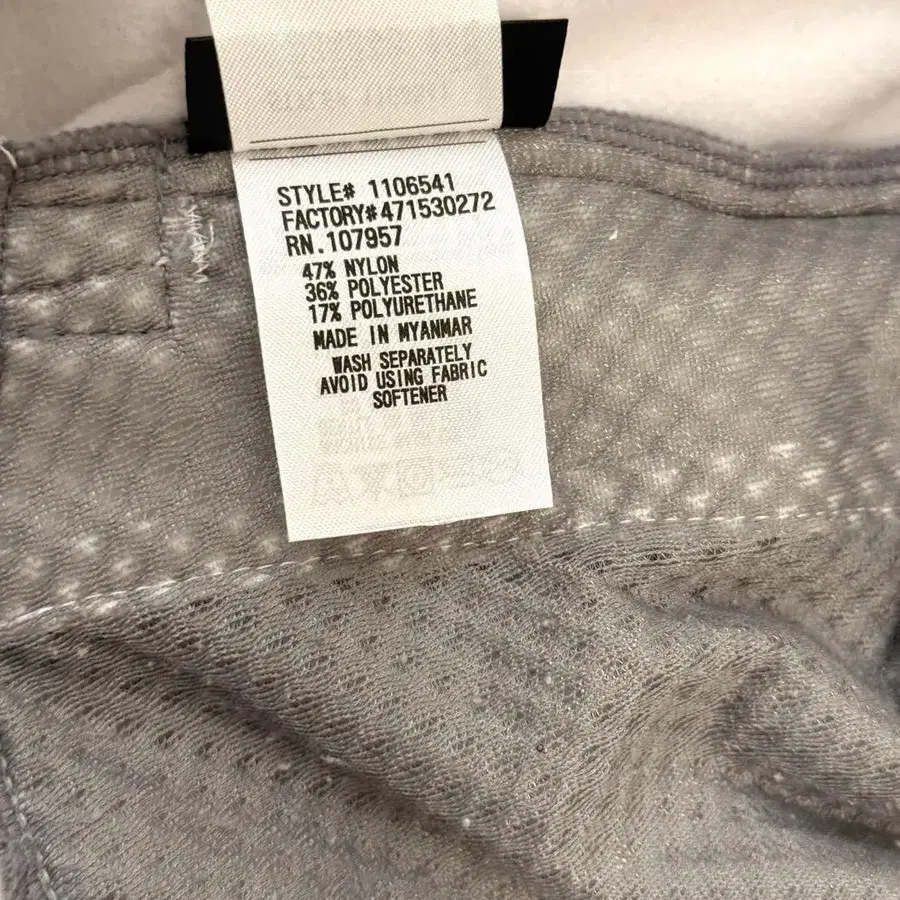 STYLE# 1106541
FACTORY#471530272
RN.107957
47% NYLON
36% POLYESTER
17% POLYURETHANE
MADE IN MYANMAR
WASH SEPARATELY
AVOID USING FABRIC
SOFTENER